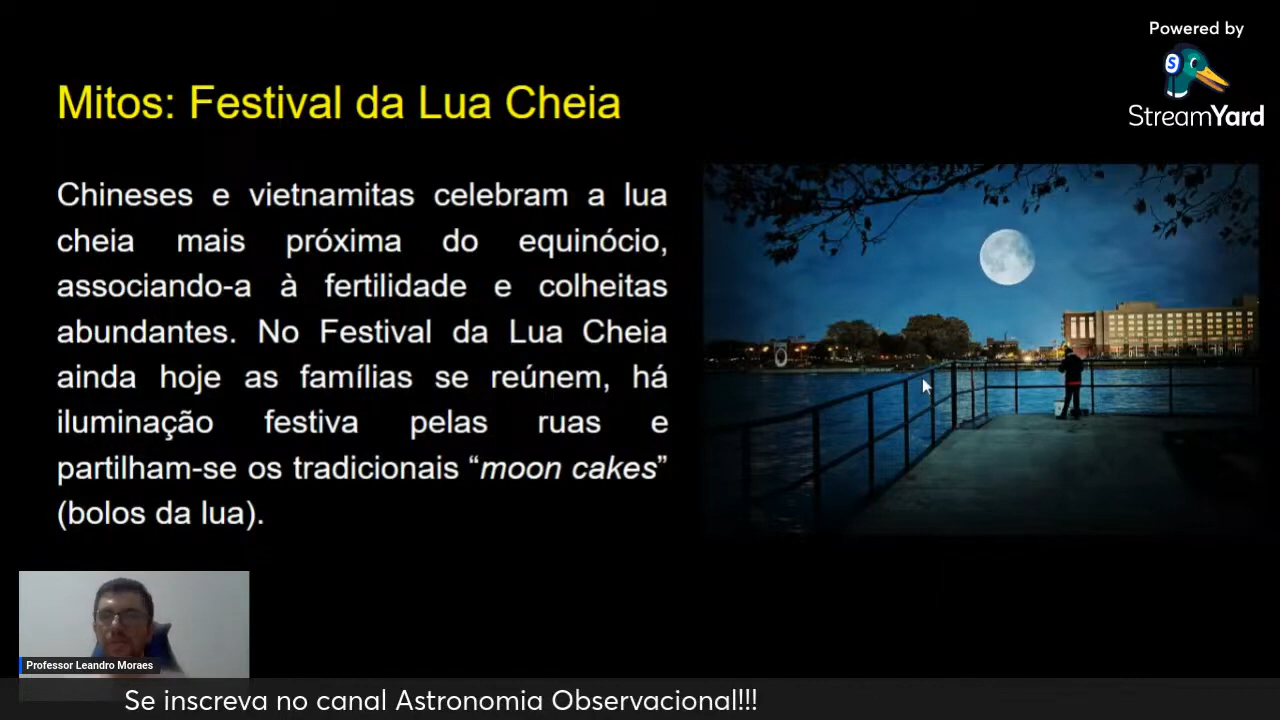 Powered by
StreamYard
Mitos: Festival da Lua Cheia
Chineses e vietnamitas celebram a lua
cheia mais próxima do equinócio,
associando-a à fertilidade e colheitas
abundantes. No Festival da Lua Cheia
ainda hoje as famílias se reúnem, há
iluminação festiva pelas ruas e
partilham-se os tradicionais “moon cakes”
(bolos da lua).
Professor Leandro Moraes
Se inscreva no canal Astronomia Observacional!!!